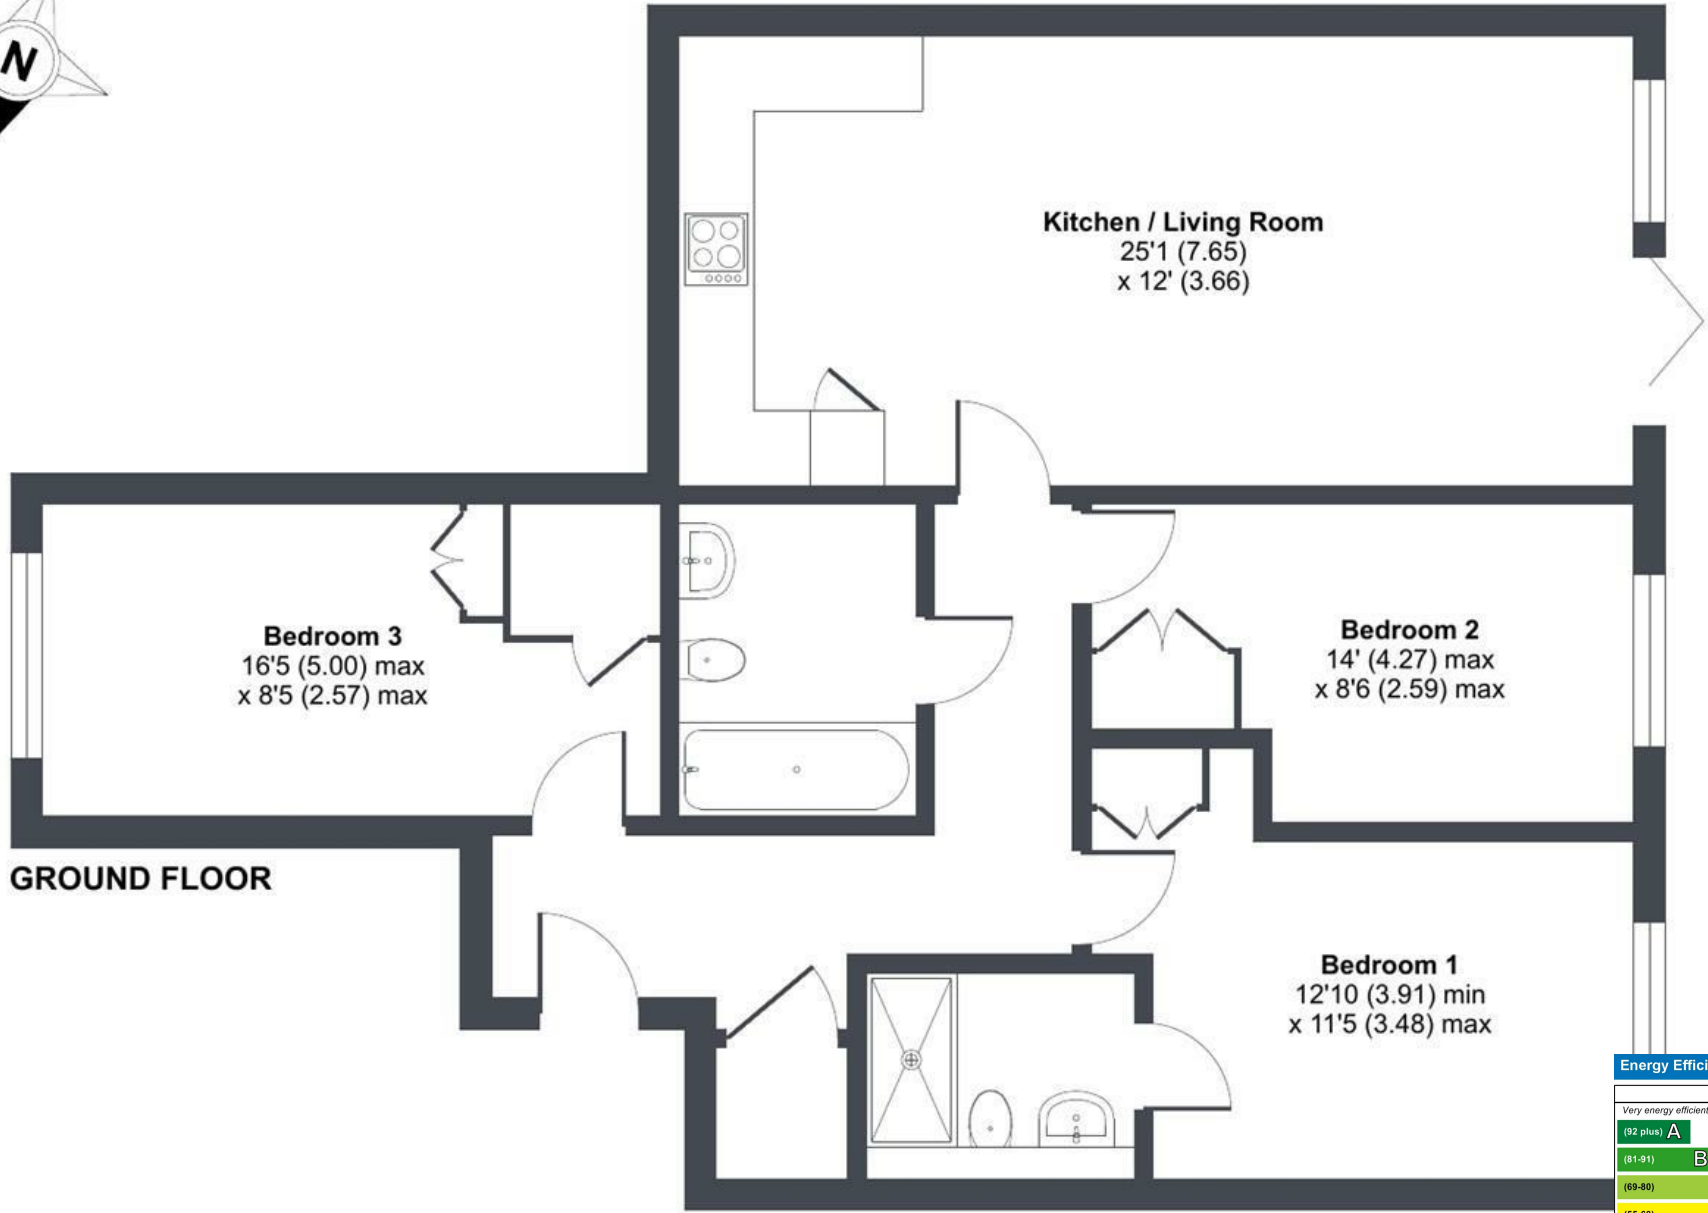 N
Kitchen / Living Room
25'1 (7.65)
x 12' (3.66)
Bedroom 3
16'5 (5.00) max
x 8'5 (2.57) max
Bedroom 2
14' (4.27) max
x 8'6 (2.59) max
GROUND FLOOR
Bedroom 1
12'10 (3.91) min
x 11'5 (3.48) max
Energy Effici
Very energy efficient
(92 plus) A
(81-91) B
(69-80)